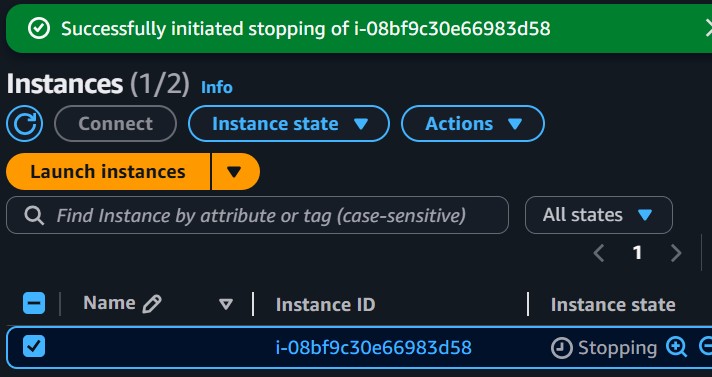 Successfully initiated stopping of i-08bf9c30e66983d58
Instances (1/2) Info
Connect Instance state Actions
Launch instances
Find Instance by attribute or tag (case-sensitive) All states
1
Name Instance ID Instance state
i-08bf9c30e66983d58 Stopping